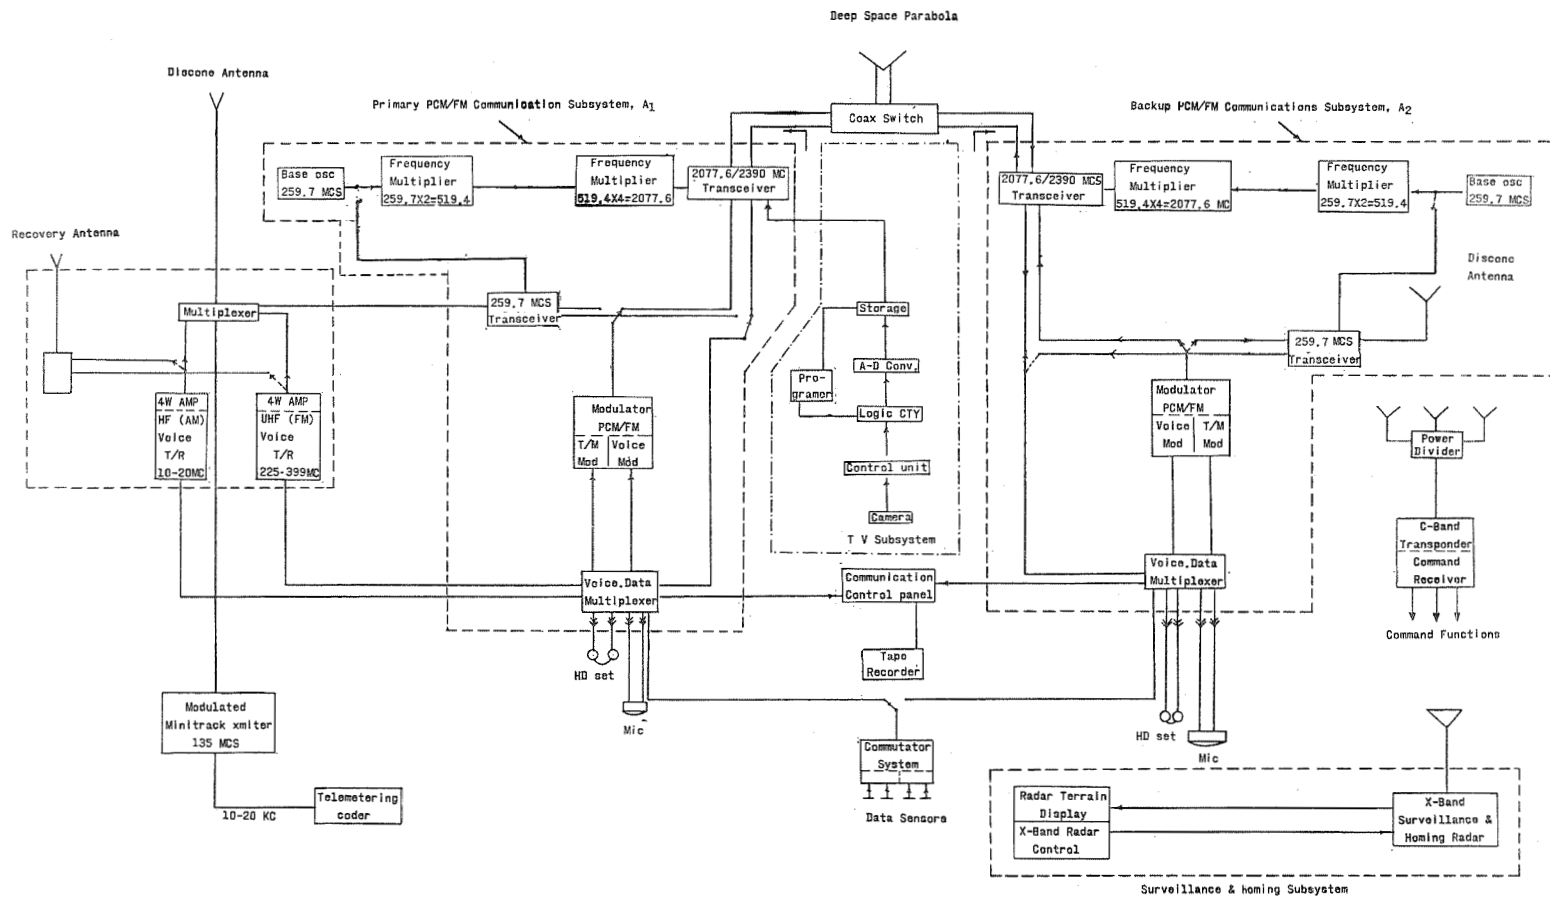 Deep Space Parabola
Discone Antenna
Primary PCM/FM Communication Subsystem, A1
Coax Switch
Backup PCM/FM Communications Subsystem, A2
Base osc
259.7 MCS
Frequency
Multiplier
259.7X2=519.4
Frequency
Multiplier
519.4X4=2077.6
2077.6/2390 MC
Transceiver
2077.6/2390 MCS
Transceiver
Frequency
Multiplier
519.4X4=2077.6 MC
Frequency
Multiplier
259.7X2=519.4
Base osc
259.7 MCS
Recovery Antenna
Discone
Antenna
Multiplexer
259.7 MCS
Transceiver
Storage
A-D Conv.
Pro-
gramer
Logic CTY
Control unit
Camera
T V Subsystem
259.7 MCS
Transceiver
4W AMP
HF (AM)
Voice
T/R
10-20MC
4W AMP
UHF (FM)
Voice
T/R
225-399MC
Modulator
PCM/FM
T/M
Mod
Voice
Mod
Modulator
PCM/FM
Voice
Mod
T/M
Mod
Power
Divider
C-Band
Transponder
Command
Receiver
Command Functions
Voice.Data
Multiplexer
Communication
Control panel
Voice.Data
Multiplexer
Tape
Recorder
HD set
Mic
HD set
Mic
Modulated
Minitrack xmiter
135 MCS
Commutator
System
Data Sensors
10-20 KC
Telemetering
coder
Radar Terrain
Display
X-Band Radar
Control
X-Band
Surveillance &
Homing Radar
Surveillance & homing Subsystem